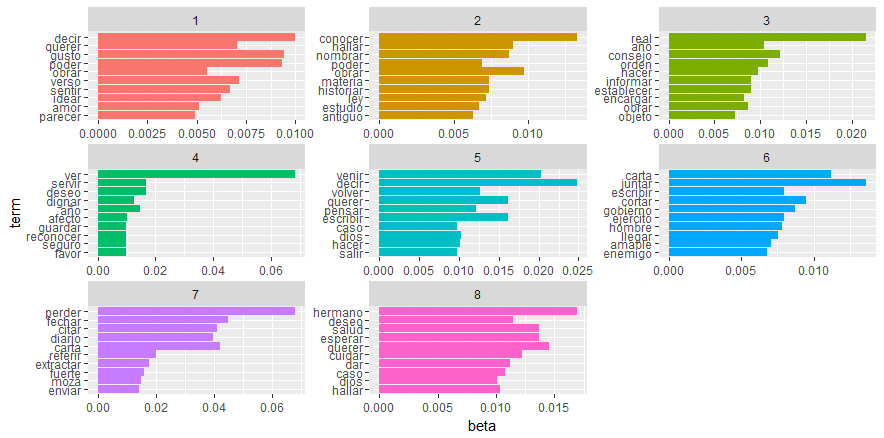 1
decir
querer
gusto
poder
obrar
verso
sentir
idear
amor
parecer
0.0000 0.0025 0.0050 0.0075 0.0100
2
conocer
hallar
nombrar
poder
obrar
materia
historiar
ley
estudio
antiguo
0.000 0.005 0.010
3
real
año
consejo
orden
hacer
informar
establecer
encargar
obrar
objeto
0.000 0.005 0.010 0.015 0.020
term
4
ver
servir
deseo
dignar
año
afecto
guardar
reconocer
seguro
favor
0.00 0.02 0.04 0.06
5
venir
decir
volver
querer
pensar
escribir
caso
dios
hacer
salir
0.000 0.005 0.010 0.015 0.020 0.025
6
carta
juntar
escribir
cortar
gobierno
ejército
hombre
llegar
amable
enemigo
0.000 0.005 0.010
7
perder
fechar
citar
diario
carta
referir
extractar
fuerte
moza
enviar
0.00 0.02 0.04 0.06
8
hermano
deseo
salud
esperar
querer
cuidar
dar
caso
dios
hallar
0.000 0.005 0.010 0.015
beta